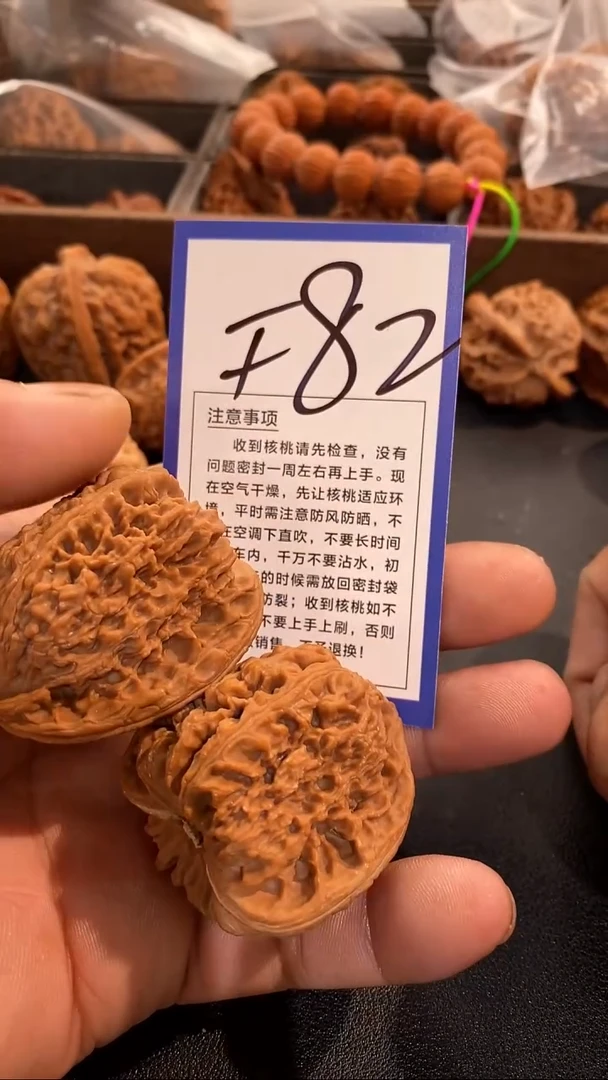 F82
注意事项
收到核桃请先检查，没有
问题密封一周左右再上手。现
在空气干燥，先让核桃适应环
境，平时需注意防风防晒，不
在空调下直吹，不要长时间
车内，千万不要沾水，初
的时候需放回密封袋
防裂；收到核桃如不
不要上手上刷，否则
销售，不予退换！